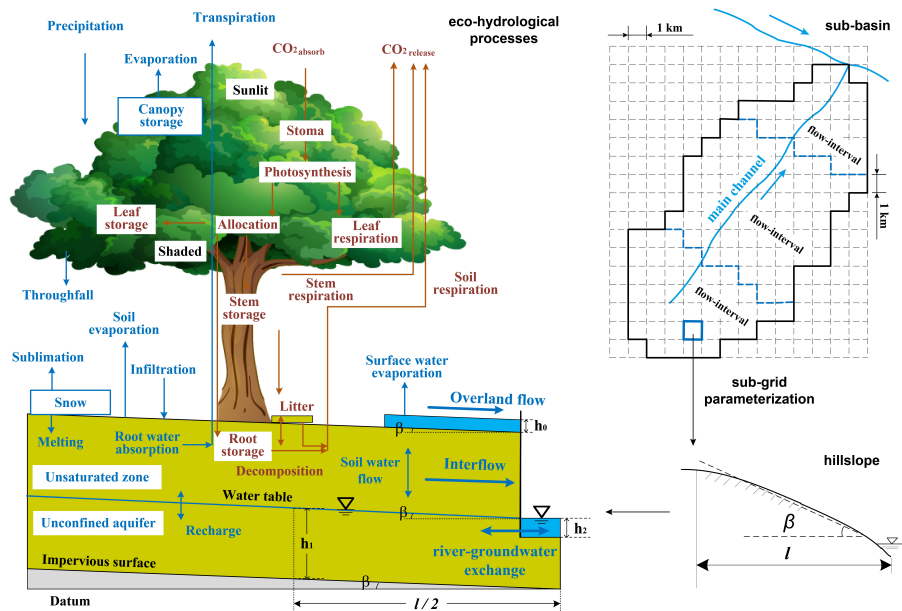 Precipitation
Transpiration
eco-hydrological
processes
CO2 absorb
CO2 release
Evaporation
Canopy
storage
Sunlit
Stoma
Photosynthesis
Leaf
storage
Allocation
Leaf
respiration
Shaded
Throughfall
Stem
storage
Stem
respiration
Soil
respiration
Soil
evaporation
Sublimation
Infiltration
Snow
Melting
Root water
absorption
Litter
Root
storage
Decomposition
Surface water
evaporation
Overland flow
h0
β
Soil water
flow
Interflow
Unsaturated zone
Water table
Unconfined aquifer
Recharge
β
h1
h2
river-groundwater
exchange
Impervious surface
β
Datum
l / 2
1 km
sub-basin
flow-interval
main channel
1 km
flow-interval
flow-interval
sub-grid
parameterization
hillslope
β
l